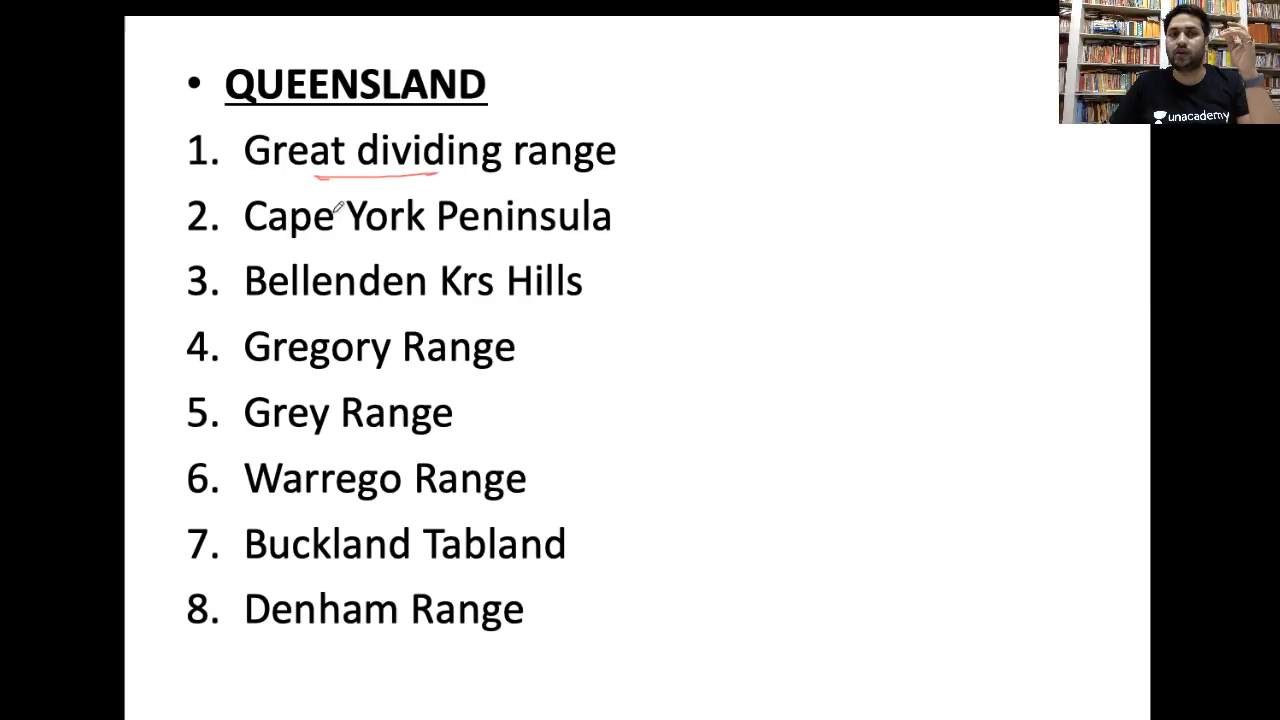 • QUEENSLAND
1. Great dividing range
2. Cape York Peninsula
3. Bellenden Krs Hills
4. Gregory Range
5. Grey Range
6. Warrego Range
7. Buckland Tabland
8. Denham Range
unacademy